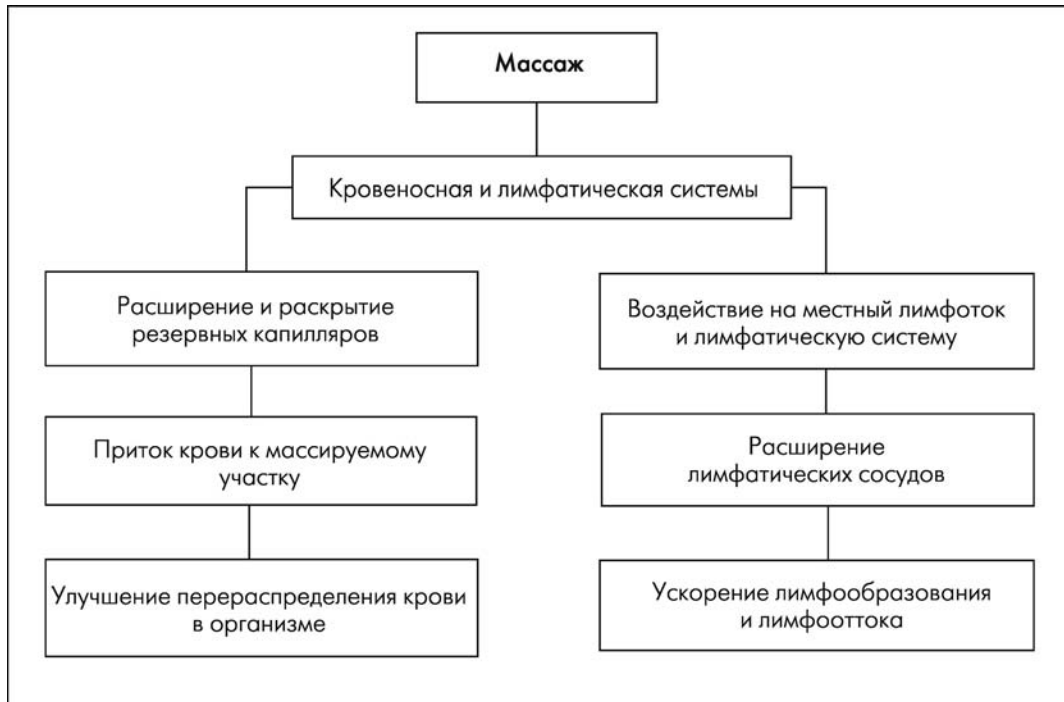 Массаж
Кровеносная и лимфатическая системы
Расширение и раскрытие
резервных капилляров
Приток крови к массируемому
участку
Улучшение перераспределения крови
в организме
Воздействие на местный лимфоток
и лимфатическую систему
Расширение
лимфатических сосудов
Ускорение лимфообразования
и лимфооттока